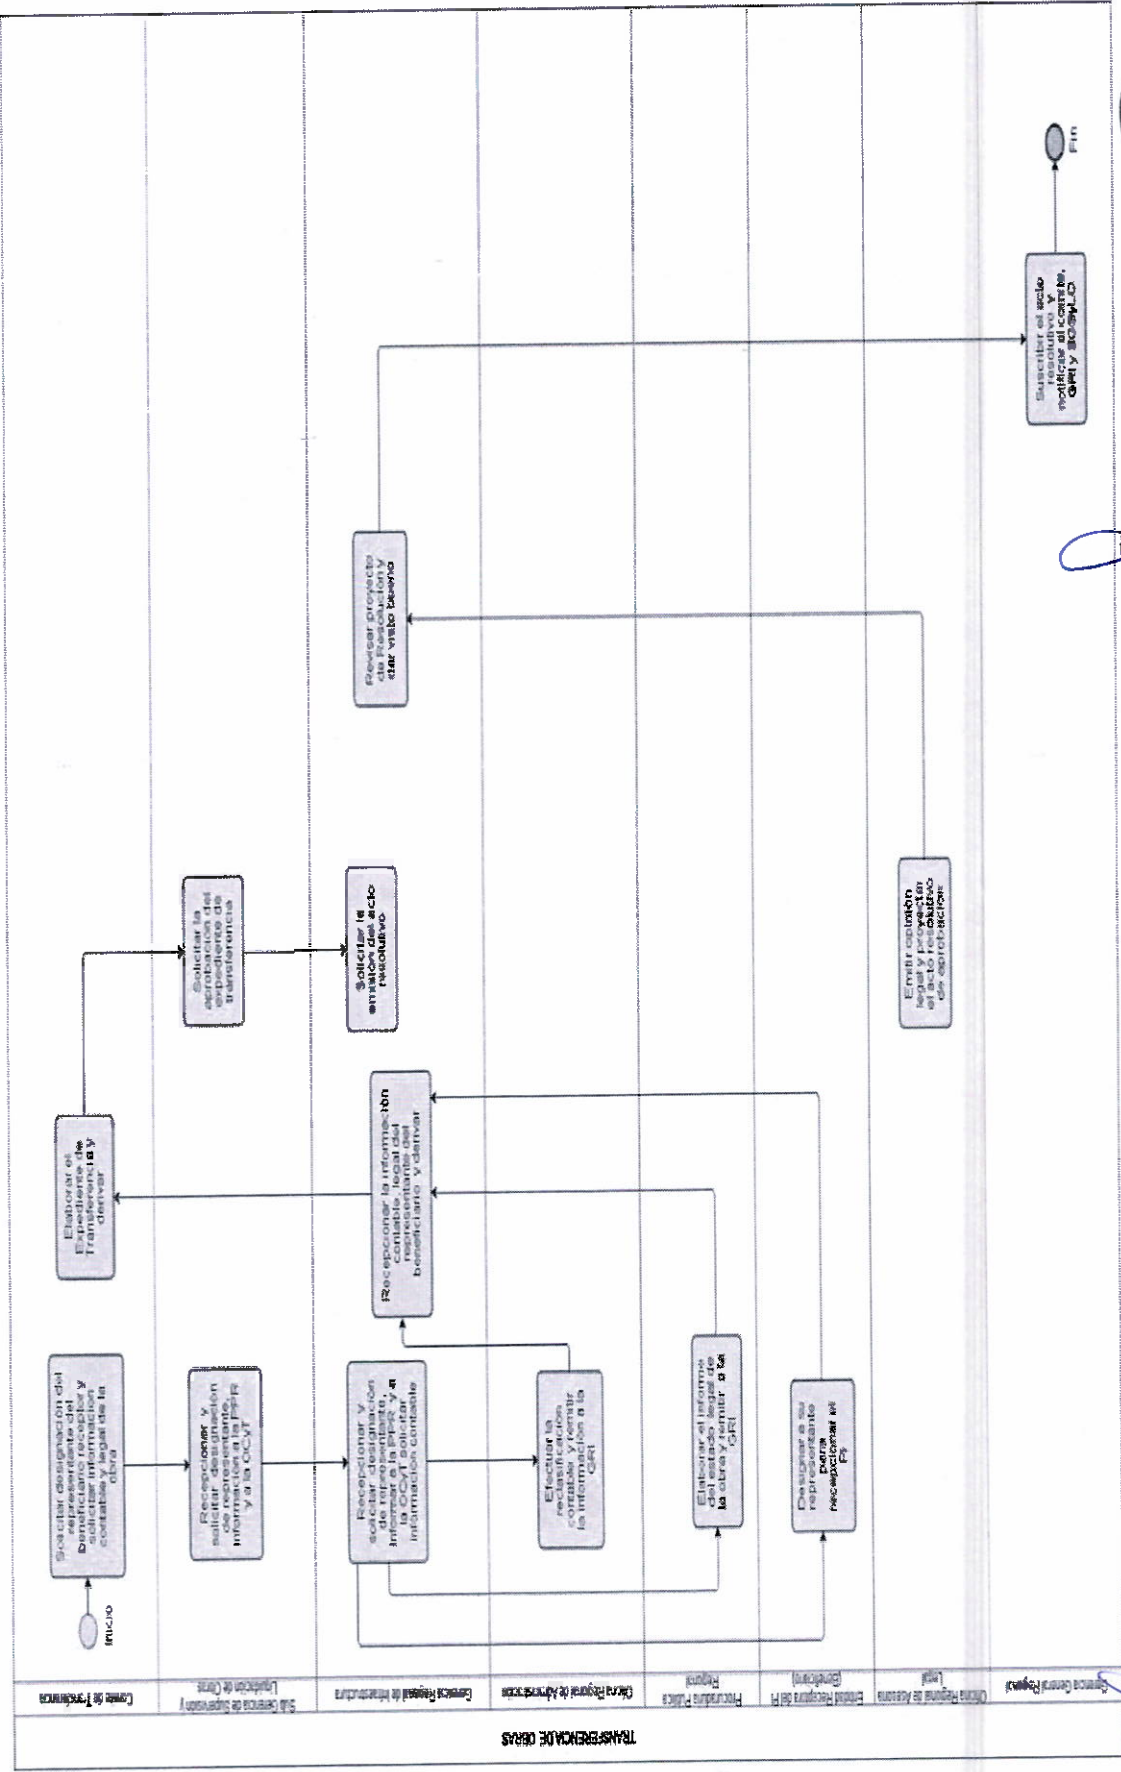 TRANSFERENCIA DE OBRAS
Comité de Transferencia
Sub Gerencia de Supervisión y
Liquidación de Obras
Gerencia Regional de Infraestructura
Oficina Regional de Administración
Procuraduría Pública
Regional
Entidad Receptora del PI
(Beneficiario)
Oficina Regional de Asesoría
Legal
Gerencia General Regional
Inicio
Solicitar designación del
representante del
beneficiario receptor y
solicitar información
contable y legal de la
obra
Recepcionar y
solicitar designación
de representante,
información a la PPR
y a la OCyT
Recepcionar y
solicitar designación
de representante,
informar a la PPR y a
la OCyT solicitar
información contable
Efectuar la
reclasificación
contable y remitir
la información a la
GRI
Elaborar el informe
del estado legal de
la obra y remitir a la
GRI
Designar a su
representante
para
recepcionar el
PI
Recepcionar la información
contable, legal del
representante del
beneficiario y derivar
Elaborar el
Expediente de
Transferencia y
derivar
Solicitar la
aprobación del
expediente de
transferencia
Solicitar la
emisión del acto
resolutivo
Emitir opinión
legal y proyectar
el acto resolutivo
de aprobación
Revisar proyecto
de Resolución y
dar visto bueno
Suscribir el acto
resolutivo y
notificar al comité,
GRI y SGSyLO
Fin